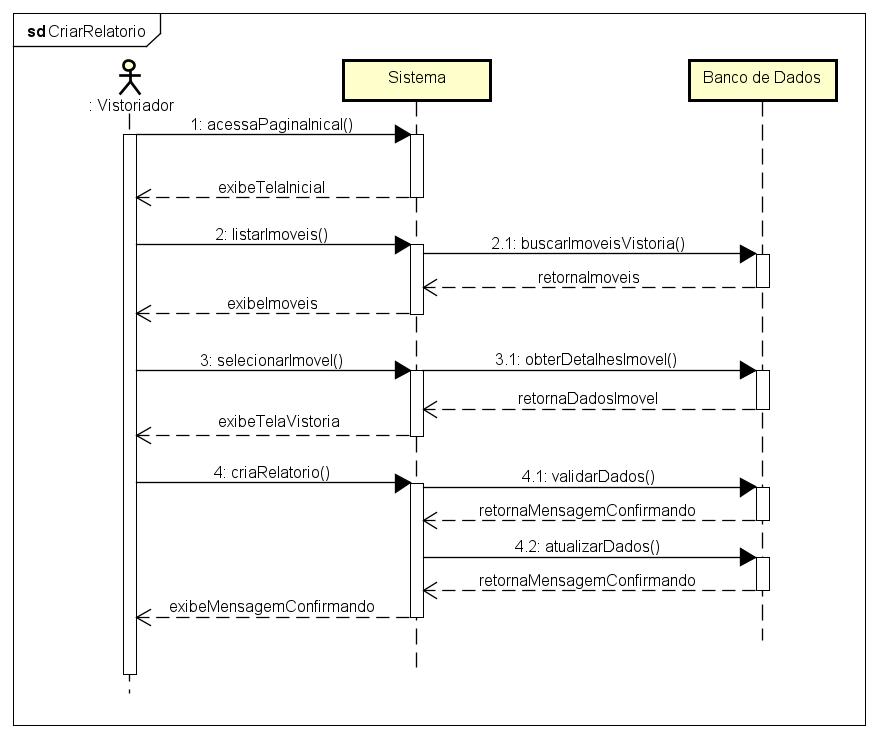 sd CriarRelatorio
: Vistoriador
Sistema
Banco de Dados
1: acessaPaginaInical()
exibeTelaInicial
2: listarImoveis()
2.1: buscarImoveisVistoria()
retornaImoveis
exibeImoveis
3: selecionarImovel()
3.1: obterDetalhesImovel()
retornaDadosImovel
exibeTelaVistoria
4: criaRelatorio()
4.1: validarDados()
retornaMensagemConfirmando
4.2: atualizarDados()
retornaMensagemConfirmando
exibeMensagemConfirmando